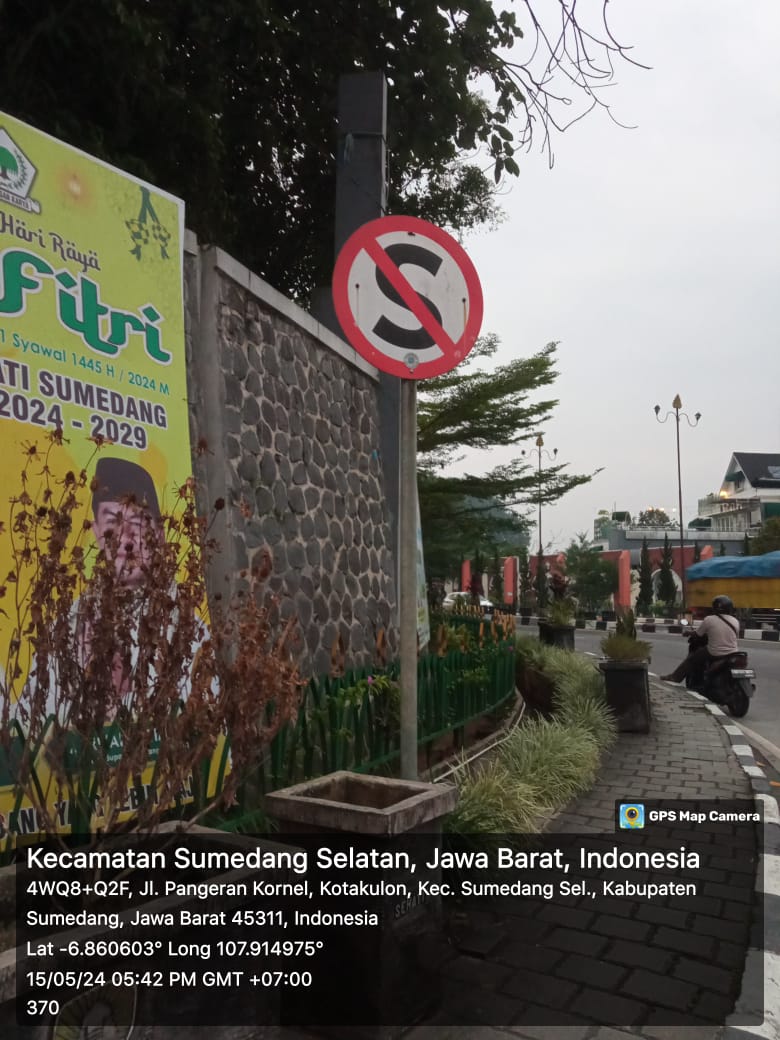 Hari Raya
Fitri
1 Syawal 1445 H / 2024 M
ATI SUMEDANG
2024 - 2029
S
GPS Map Camera
Kecamatan Sumedang Selatan, Jawa Barat, Indonesia
4WQ8+Q2F, Jl. Pangeran Kornel, Kotakulon, Kec. Sumedang Sel., Kabupaten
Sumedang, Jawa Barat 45311, Indonesia
Lat -6.860603° Long 107.914975°
15/05/24 05:42 PM GMT +07:00
370